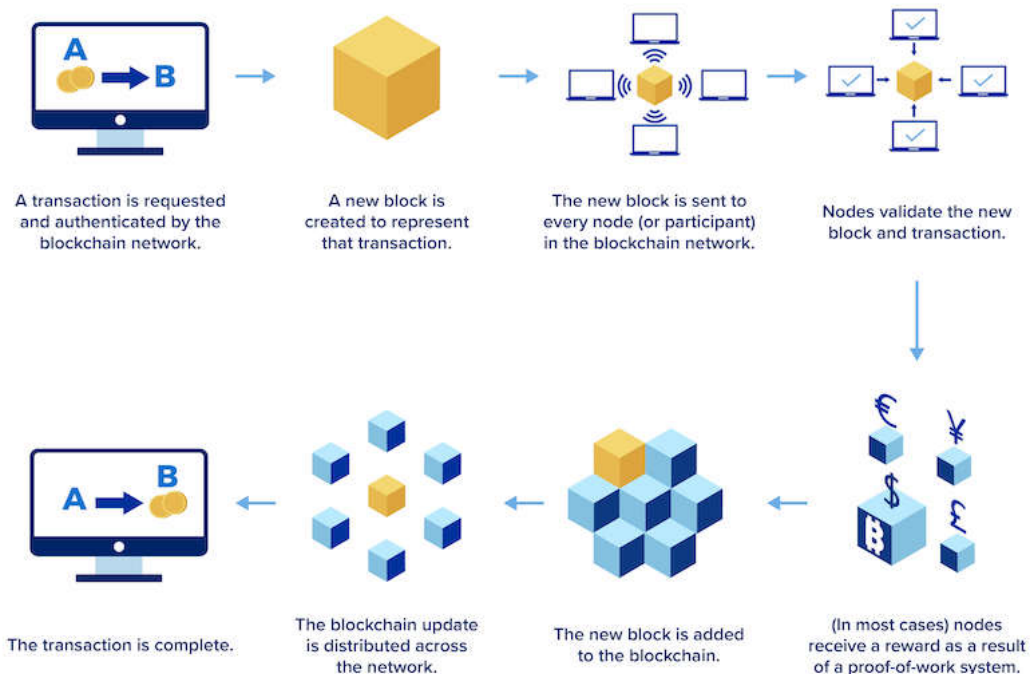 A
B
A transaction is requested
and authenticated by the
blockchain network.
A new block is
created to represent
that transaction.
The new block is sent to
every node (or participant)
in the blockchain network.
Nodes validate the new
block and transaction.
€
¥
$
£
₿
(In most cases) nodes
receive a reward as a result
of a proof-of-work system.
The new block is added
to the blockchain.
The blockchain update
is distributed across
the network.
A
B
The transaction is complete.